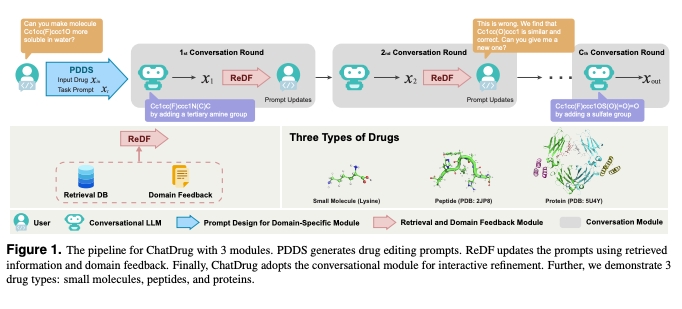 Can you make molecule
Cc1cc(F)ccc1O more
soluble in water?
PDDS
Input Drug x_in
Task Prompt x_t
1st Conversation Round
x_1
ReDF
Prompt Updates
Cc1cc(F)ccc1N(C)C
by adding a tertiary amine group
2nd Conversation Round
x_2
ReDF
Prompt Updates
This is wrong. We find that
Cc1cc(O)ccc1 is similar and
correct. Can you give me a
new one?
...
C_th Conversation Round
x_out
Cc1cc(F)ccc1OS(O)(=O)=O
by adding a sulfate group
ReDF
Retrieval DB
Domain Feedback
Three Types of Drugs
Small Molecule (Lysine)
Peptide (PDB: 2JP8)
Protein (PDB: 5U4Y)
User
Conversational LLM
Prompt Design for Domain-Specific Module
Retrieval and Domain Feedback Module
Conversation Module
Figure 1. The pipeline for ChatDrug with 3 modules. PDDS generates drug editing prompts. ReDF updates the prompts using retrieved
information and domain feedback. Finally, ChatDrug adopts the conversational module for interactive refinement. Further, we demonstrate 3
drug types: small molecules, peptides, and proteins.